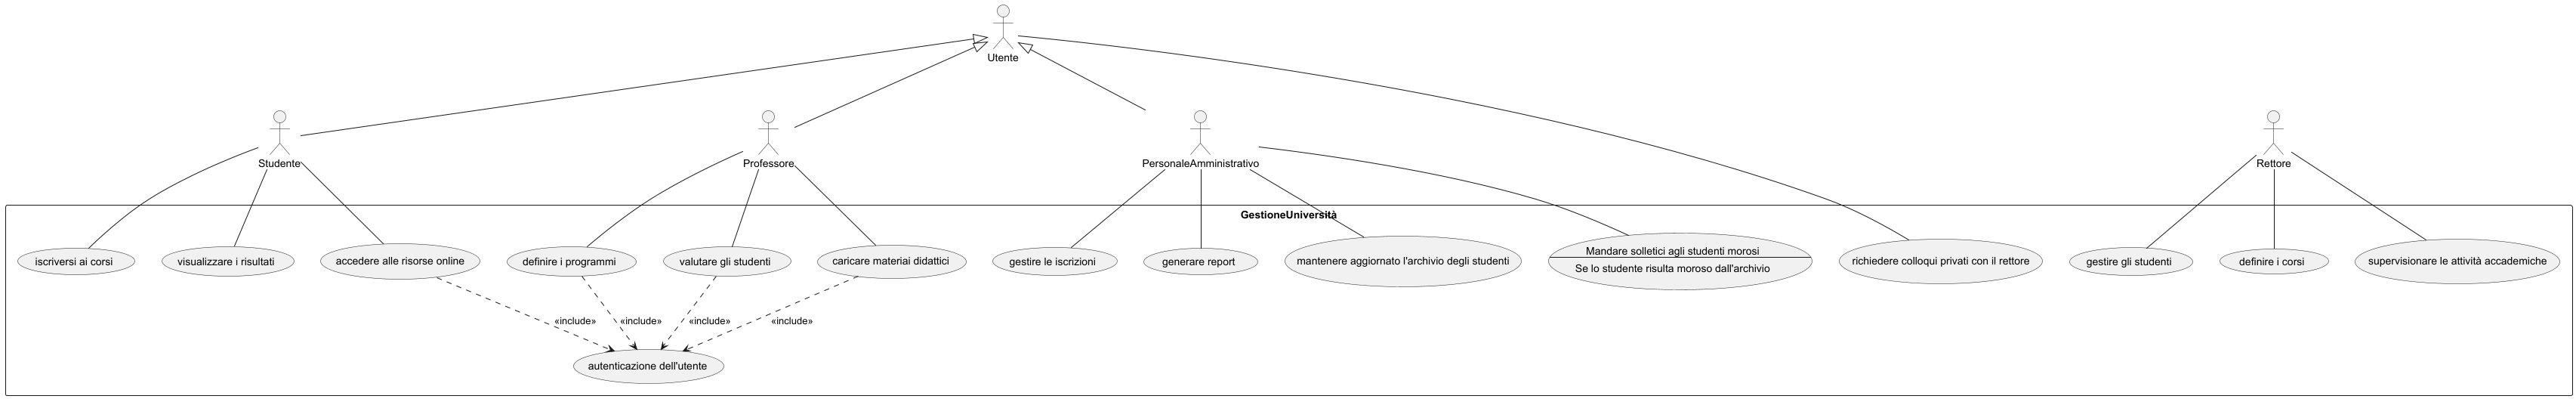 Utente
Studente
Professore
PersonaleAmministrativo
Rettore
GestioneUniversità
iscriversi ai corsi
visualizzare i risultati
accedere alle risorse online
definire i programmi
valutare gli studenti
caricare materiai didattici
gestire le iscrizioni
generare report
mantenere aggiornato l'archivio degli studenti
Mandare solletici agli studenti morosi
Se lo studente risulta moroso dall'archivio
richiedere colloqui privati con il rettore
gestire gli studenti
definire i corsi
supervisionare le attività accademiche
«include»
«include»
«include»
«include»
autenticazione dell'utente